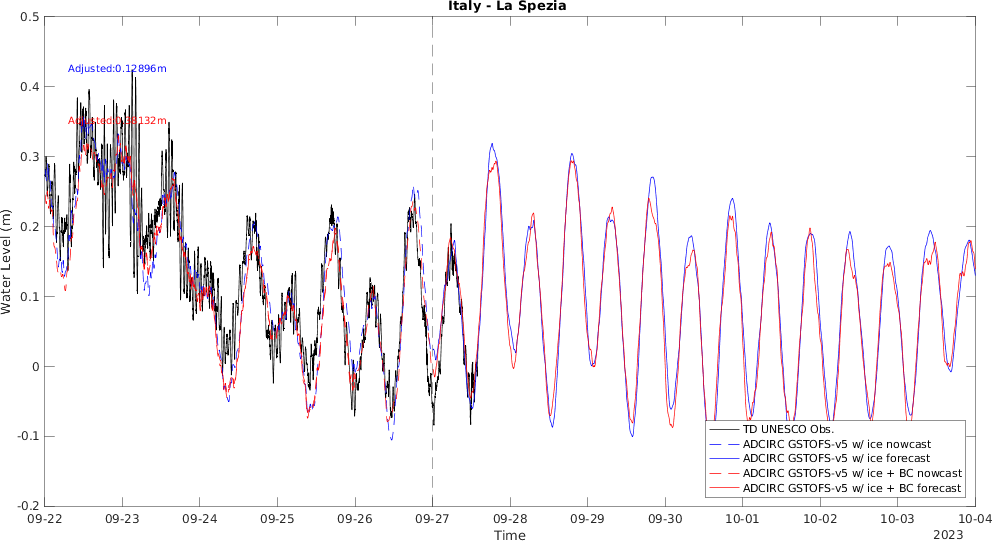 Italy - La Spezia
Water Level (m)
0.5
0.4
0.3
0.2
0.1
0
-0.1
-0.2
Adjusted:0.12896m
TD UNESCO Obs.
ADCIRC GSTOFS-v5 w/ ice nowcast
ADCIRC GSTOFS-v5 w/ ice forecast
ADCIRC GSTOFS-v5 w/ ice + BC nowcast
ADCIRC GSTOFS-v5 w/ ice + BC forecast
09-22 09-23 09-24 09-25 09-26 09-27 09-28 09-29 09-30 10-01 10-02 10-03 10-04
Time
2023